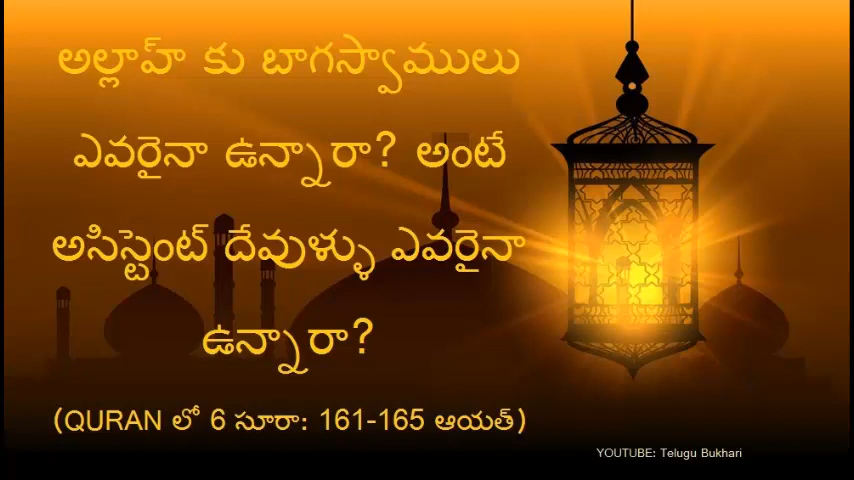 అల్లాహ్ కు బాగస్వాములు
ఎవరైనా ఉన్నారా? అంటే
అసిస్టెంట్ దేవుళ్ళు ఎవరైనా
ఉన్నారా?
(QURAN లో 6 సూరా: 161-165 ఆయత్)
YOUTUBE: Telugu Bukhari